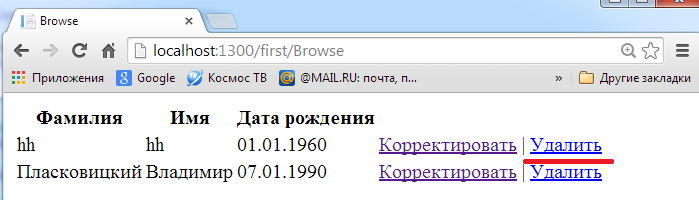 Browse
localhost:1300/first/Browse
Приложения Google Космос ТВ @MAIL.RU: почта, п... » Другие закладки
Фамилия Имя Дата рождения
hh hh 01.01.1960 Корректировать | Удалить
Пласковицкий Владимир 07.01.1990 Корректировать | Удалить